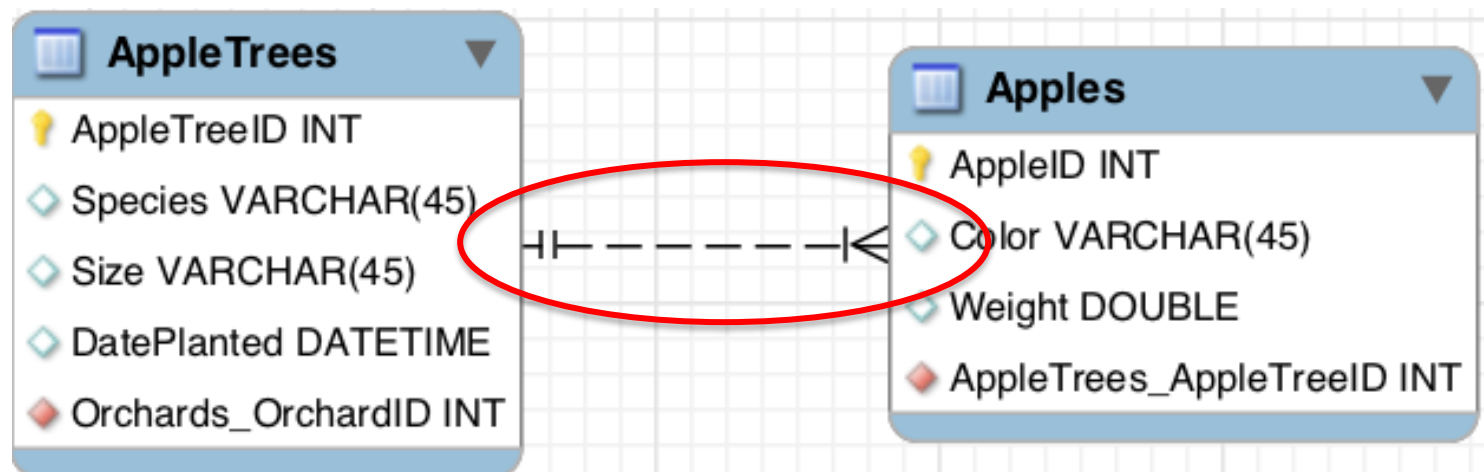 AppleTrees
AppleTreeID INT
Species VARCHAR(45)
Size VARCHAR(45)
DatePlanted DATETIME
Orchards_OrchardID INT
Apples
AppleID INT
Color VARCHAR(45)
Weight DOUBLE
AppleTrees_AppleTreeID INT